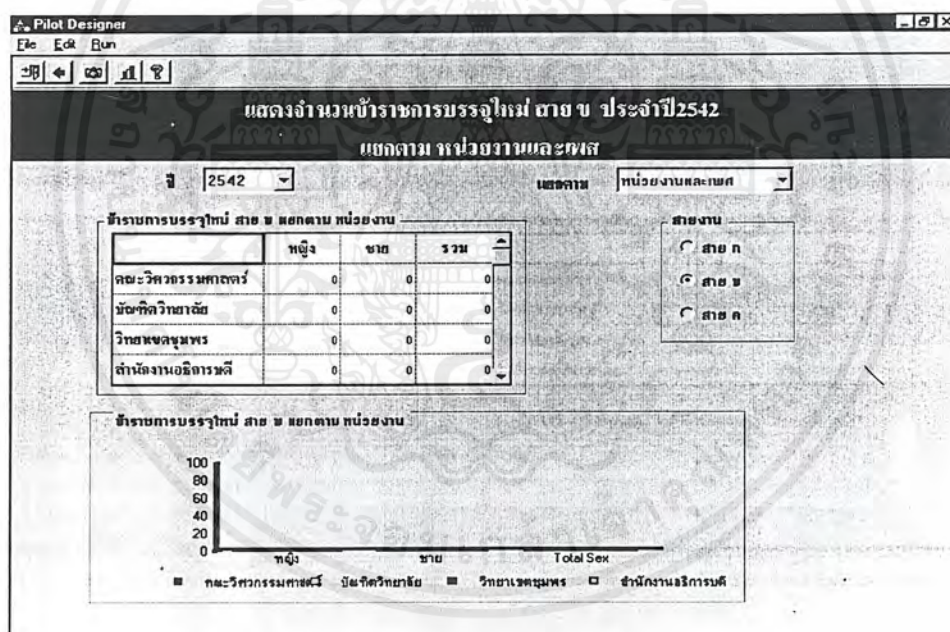 Pilot Designer
File Edit Run
แสดงจำนวนข้าราชการบรรจุใหม่ สาย ข ประจำปี2542
แยกตาม หน่วยงานและเพศ
ปี 2542 แยกตาม หน่วยงานและเพศ
ข้าราชการบรรจุใหม่ สาย ข แยกตาม หน่วยงาน
หญิง ชาย รวม
คณะวิศวกรรมศาสตร์ 0 0 0
บัณฑิตวิทยาลัย 0 0 0
วิทยาเขตชุมพร 0 0 0
สำนักงานอธิการบดี 0 0 0
สายงาน
สาย ก
สาย ข
สาย ค
ข้าราชการบรรจุใหม่ สาย ข แยกตาม หน่วยงาน
100
80
60
40
20
0
หญิง ชาย Total Sex
คณะวิศวกรรมศาสตร์ บัณฑิตวิทยาลัย วิทยาเขตชุมพร สำนักงานอธิการบดี